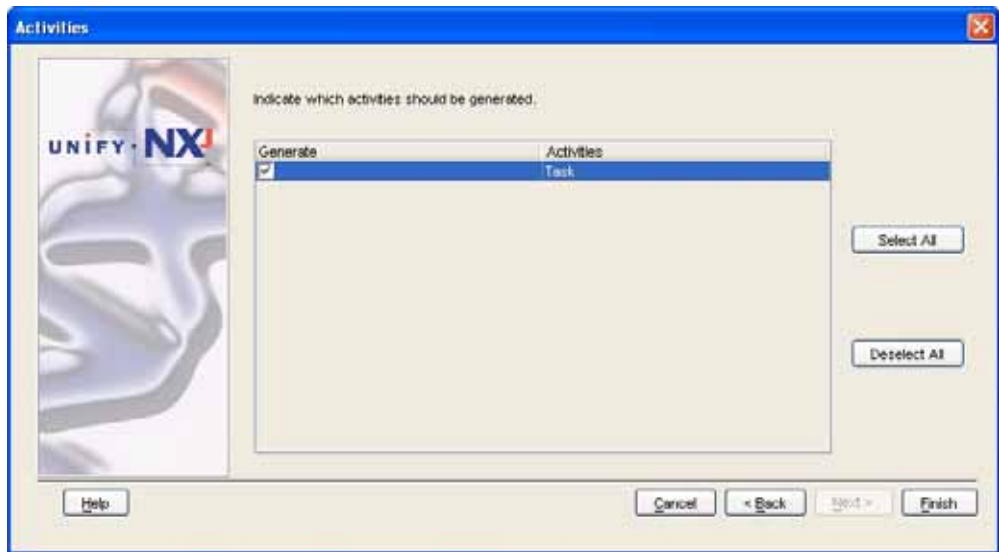 Activities
UNIFY·NXJ
Indicate which activities should be generated.
Generate Activities
Task
Select All
Deselect All
Help Cancel < Back Next > Finish